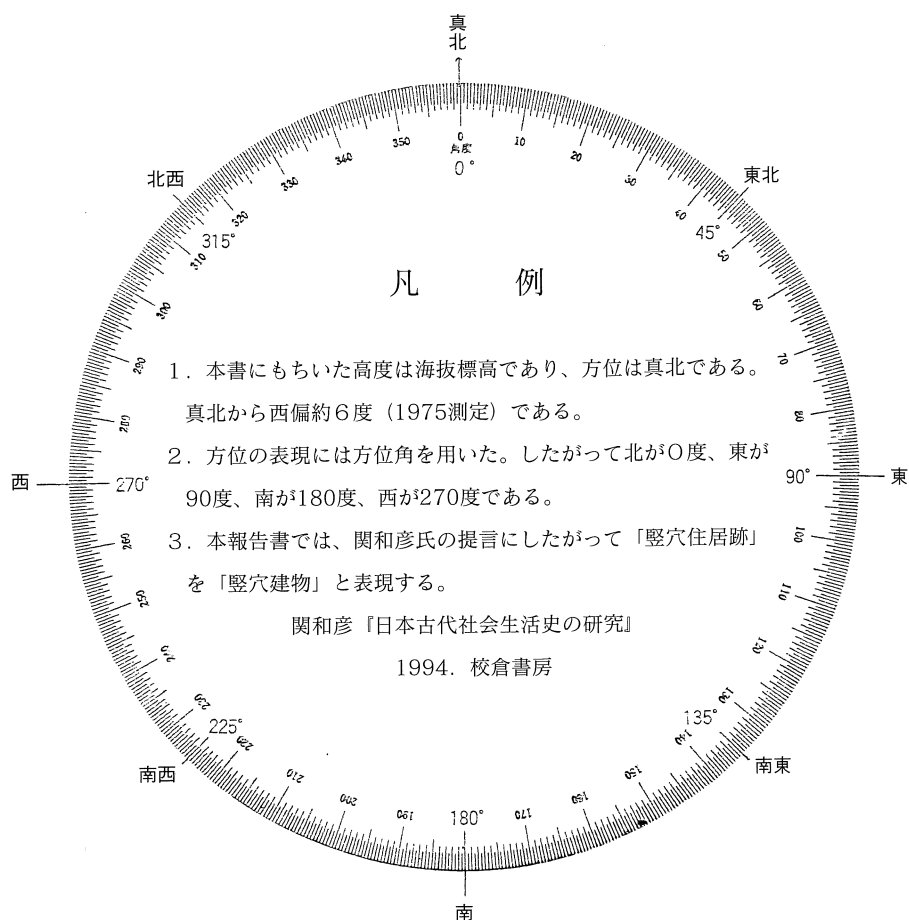 真北
0
角度
0°
10
20
30
40
45°
東北
50
60
70
80
90°
東
100
110
120
130
135°
140
南東
150
160
170
180°
南
190
200
210
220
225°
南西
230
240
250
260
270°
西
280
290
300
310
315°
北西
320
330
340
350
凡 例
1. 本書にもちいた高度は海抜標高であり、方位は真北である。
真北から西偏約6度(1975測定)である。
2. 方位の表現には方位角を用いた。したがって北が0度、東が
90度、南が180度、西が270度である。
3. 本報告書では、関和彦氏の提言にしたがって「竪穴住居跡」
を「竪穴建物」と表現する。
関和彦『日本古代社会生活史の研究』
1994. 校倉書房